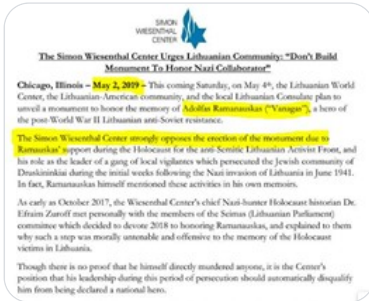 SIMON
WIESENTHAL
CENTER
The Simon Wiesenthal Center Urges Lithuanian Community: "Don't Build
Monument To Honor Nazi Collaborator"
Chicago, Illinois – May 2, 2019 – This coming Saturday, on May 4th, the Lithuanian World
Center, the Lithuanian-American community, and the local Lithuanian Consulate plan to
unveil a monument to honor the memory of Adolfas Ramanauskas ("Vanagas"), a hero of
the post-World War II Lithuanian anti-Soviet resistance.
The Simon Wiesenthal Center strongly opposes the erection of the monument due to
Ramauskas' support during the Holocaust for the anti-Semitic Lithuanian Activist Front, and
his role as the leader of a gang of local vigilantes which persecuted the Jewish community of
Druskininkai during the initial weeks following the Nazi invasion of Lithuania in June 1941.
In fact, Ramanauskas himself mentioned these activities in his own memoirs.
As early as October 2017, the Wiesenthal Center's chief Nazi-hunter Holocaust historian Dr.
Efraim Zuroff met personally with the members of the Seimas (Lithuanian Parliament)
committee which decided to devote 2018 to honoring Ramanauskas, and explained to them
why such a step was morally untenable and offensive to the memory of the Holocaust
victims in Lithuania.
Though there is no proof that he himself directly murdered anyone, it is the Center's
position that his leadership during this period of persecution should automatically disqualify
him from being declared a national hero.